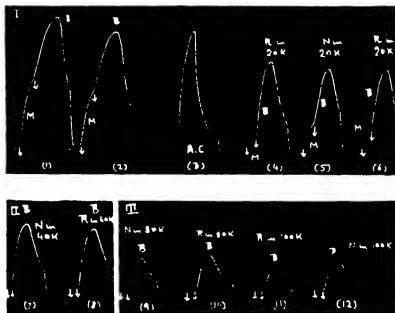 I
B B
R m 20K N m 20K R m 20K
B B B
M M M M M
A.C
(1) (2) (3) (4) (5) (6)
II III
B B
N m 40K R m 40K
N m 80K R m 80K R m 100K N m 100K
B B B B
(7) (8) (9) (10) (11) (12)